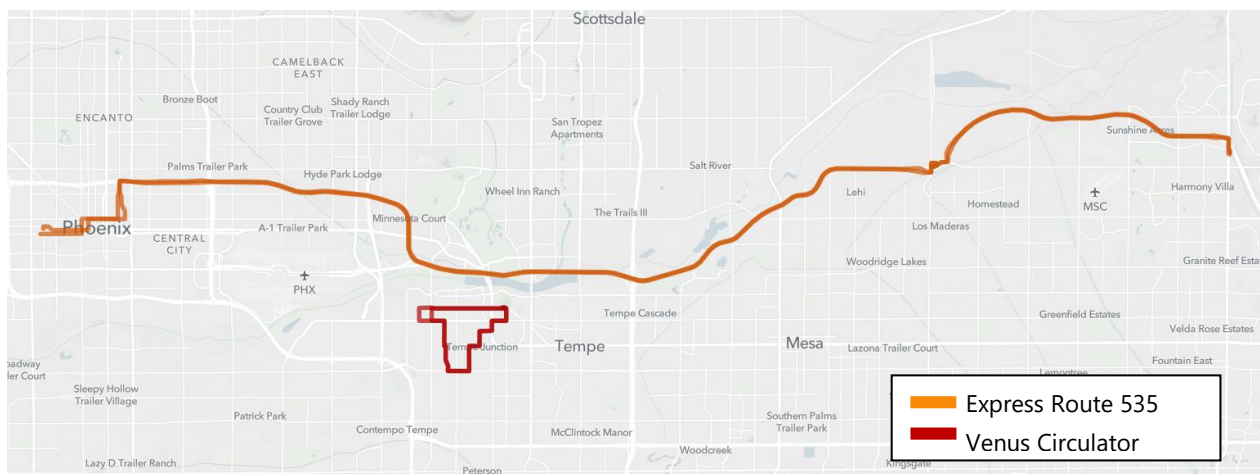 Scottsdale
CAMELBACK
EAST
Bronze Boot
Country Club
Trailer Grove
Shady Ranch
Trailer Lodge
ENCANTO
San Tropez
Apartments
Sunshine Acres
Palms Trailer Park
Hyde Park Lodge
Salt River
Wheel Inn Ranch
Lehi
Harmony Villa
Homestead
MSC
Minnesota Court
The Trails III
Phoenix
A-1 Trailer Park
Los Maderas
CENTRAL
CITY
Woodridge Lakes
Granite Reef Esta
PHX
Tempe Cascade
Greenfield Estates
Velda Rose Estates
Tempe Junction
Tempe
Mesa
Lazona Trailer Court
Fountain East
oadway
ler Court
Lemontree
Sleepy Hollow
Trailer Village
Patrick Park
Southern Palms
Trailer Park
Contempo Tempe
McClintock Manor
Woodcreek
Lazy D Trailer Ranch
Peterson
Kingsgate
Express Route 535
Venus Circulator